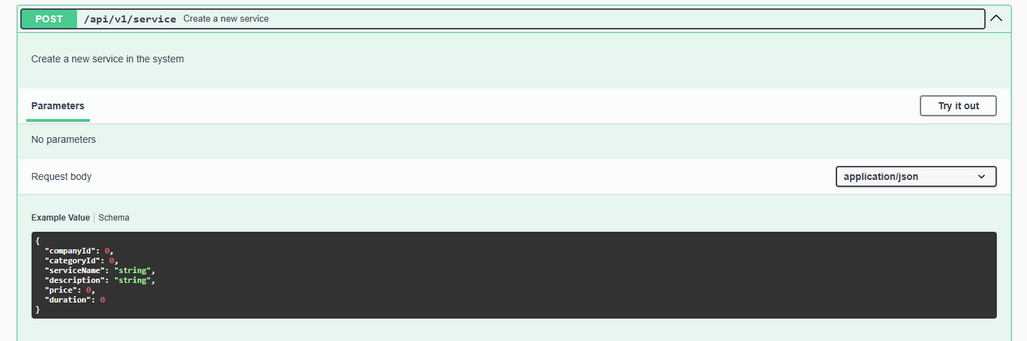 POST /api/v1/service Create a new service
Create a new service in the system
Parameters
Try it out
No parameters
Request body
application/json
Example Value | Schema
{
"companyId": 0,
"categoryId": 0,
"serviceName": "string",
"description": "string",
"price": 0,
"duration": 0
}